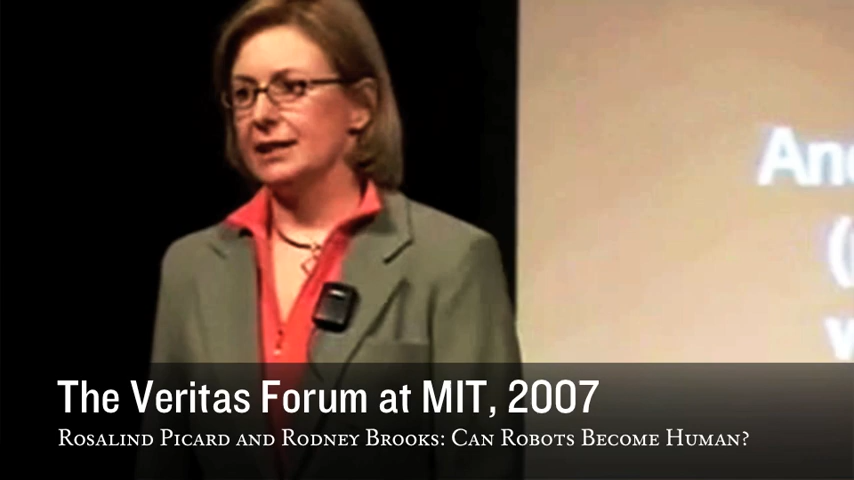 The Veritas Forum at MIT, 2007
Rosalind Picard and Rodney Brooks: Can Robots Become Human?